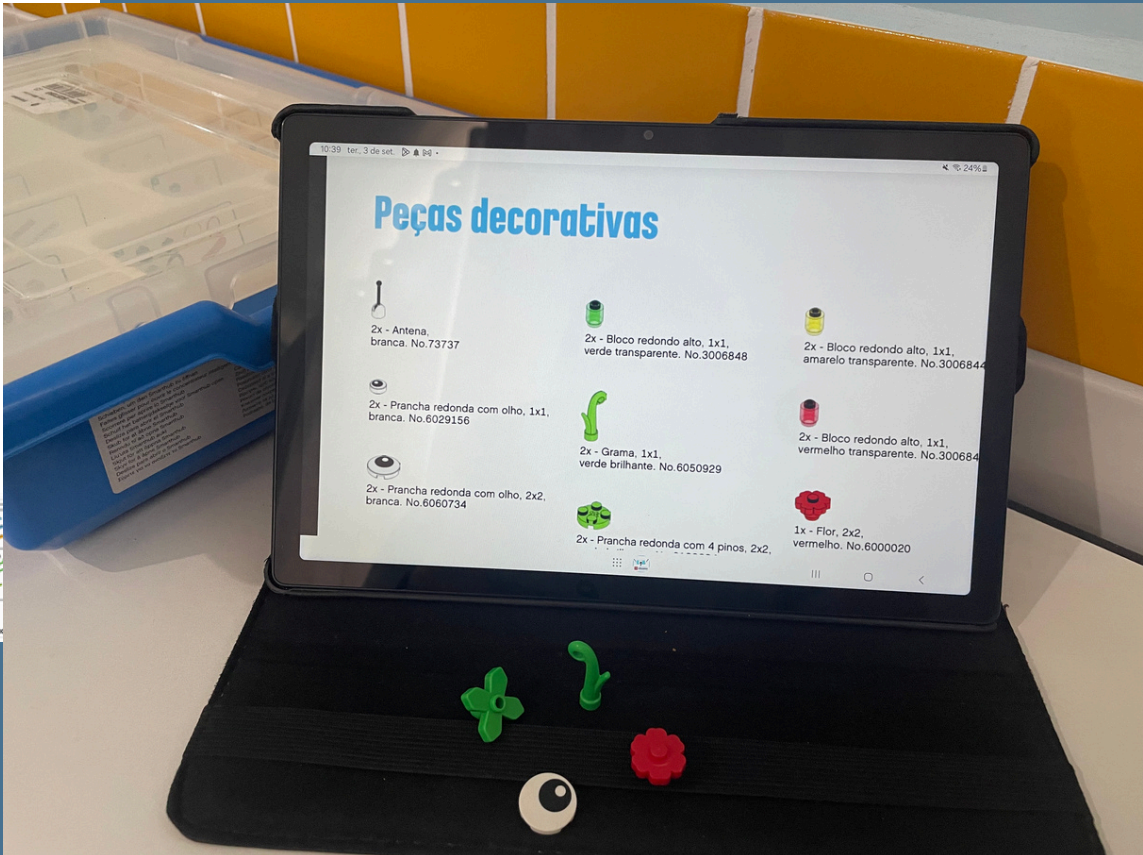 10:39 ter., 3 de set.
24%
Peças decorativas
2x - Antena,
branca. No.73737
2x - Prancha redonda com olho, 1x1,
branca. No.6029156
2x - Prancha redonda com olho, 2x2,
branca. No.6060734
2x - Bloco redondo alto, 1x1,
verde transparente. No.3006848
2x - Grama, 1x1,
verde brilhante. No.6050929
2x - Prancha redonda com 4 pinos, 2x2,
2x - Bloco redondo alto, 1x1,
amarelo transparente. No.3006844
2x - Bloco redondo alto, 1x1,
vermelho transparente. No.300684
1x - Flor, 2x2,
vermelho. No.6000020